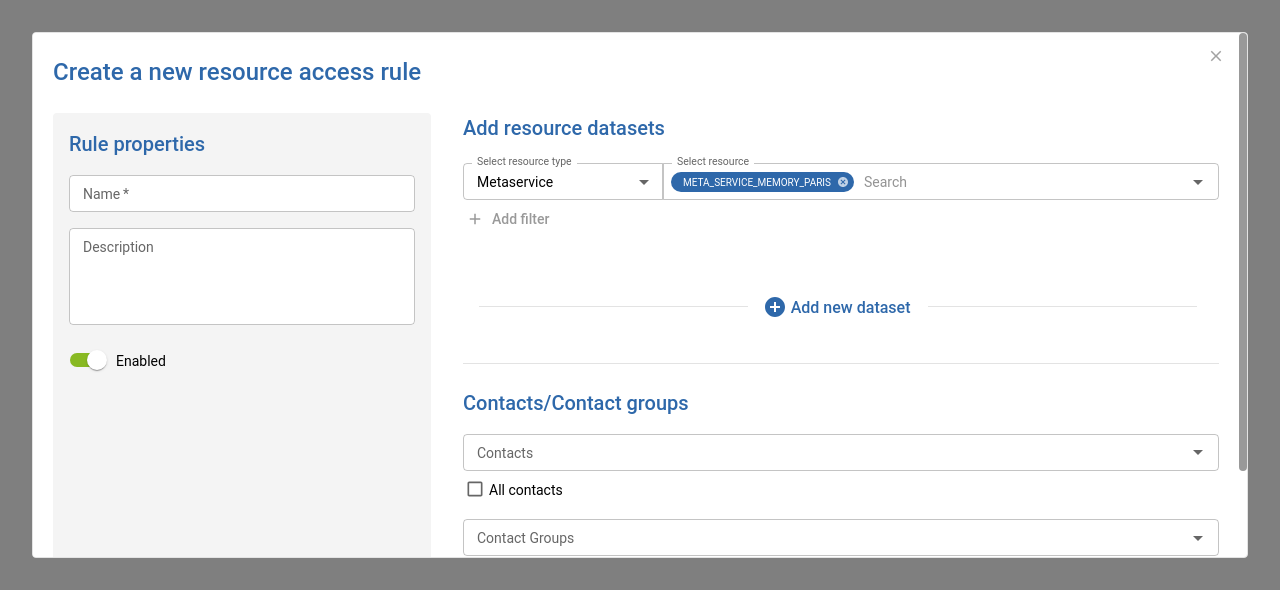 Create a new resource access rule
Rule properties
Name *
Description
Enabled
Add resource datasets
Select resource type
Metaservice
Select resource
META_SERVICE_MEMORY_PARIS
Search
Add filter
Add new dataset
Contacts/Contact groups
Contacts
All contacts
Contact Groups